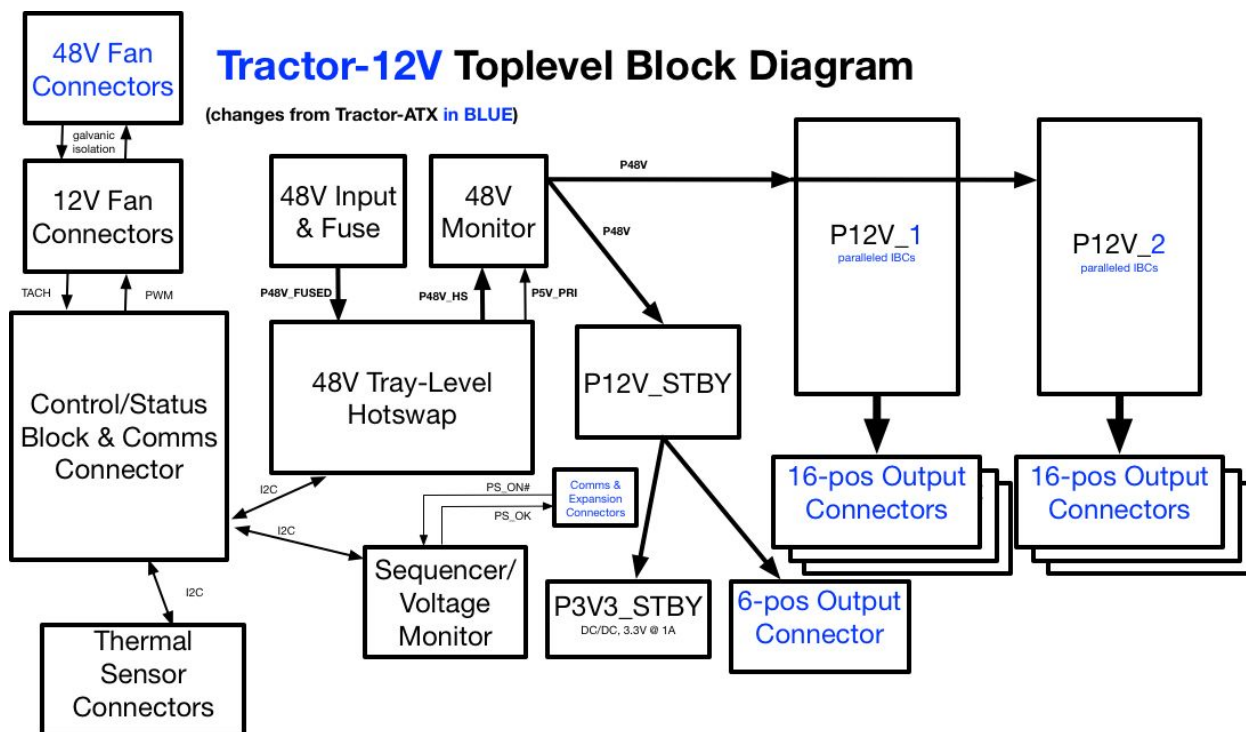 Tractor-12V Toplevel Block Diagram
(changes from Tractor-ATX in BLUE)
48V Fan
Connectors
galvanic
isolation
12V Fan
Connectors
TACH
PWM
Control/Status
Block & Comms
Connector
I2C
Thermal
Sensor
Connectors
48V Input
& Fuse
P48V_FUSED
48V
Monitor
P48V_HS
P5V_PRI
48V Tray-Level
Hotswap
I2C
I2C
PS_ON#
PS_OK
Comms &
Expansion
Connectors
Sequencer/
Voltage
Monitor
P48V
P48V
P12V_STBY
P3V3_STBY
DC/DC, 3.3V @ 1A
6-pos Output
Connector
P12V_1
paralleled IBCs
16-pos Output
Connectors
P12V_2
paralleled IBCs
16-pos Output
Connectors